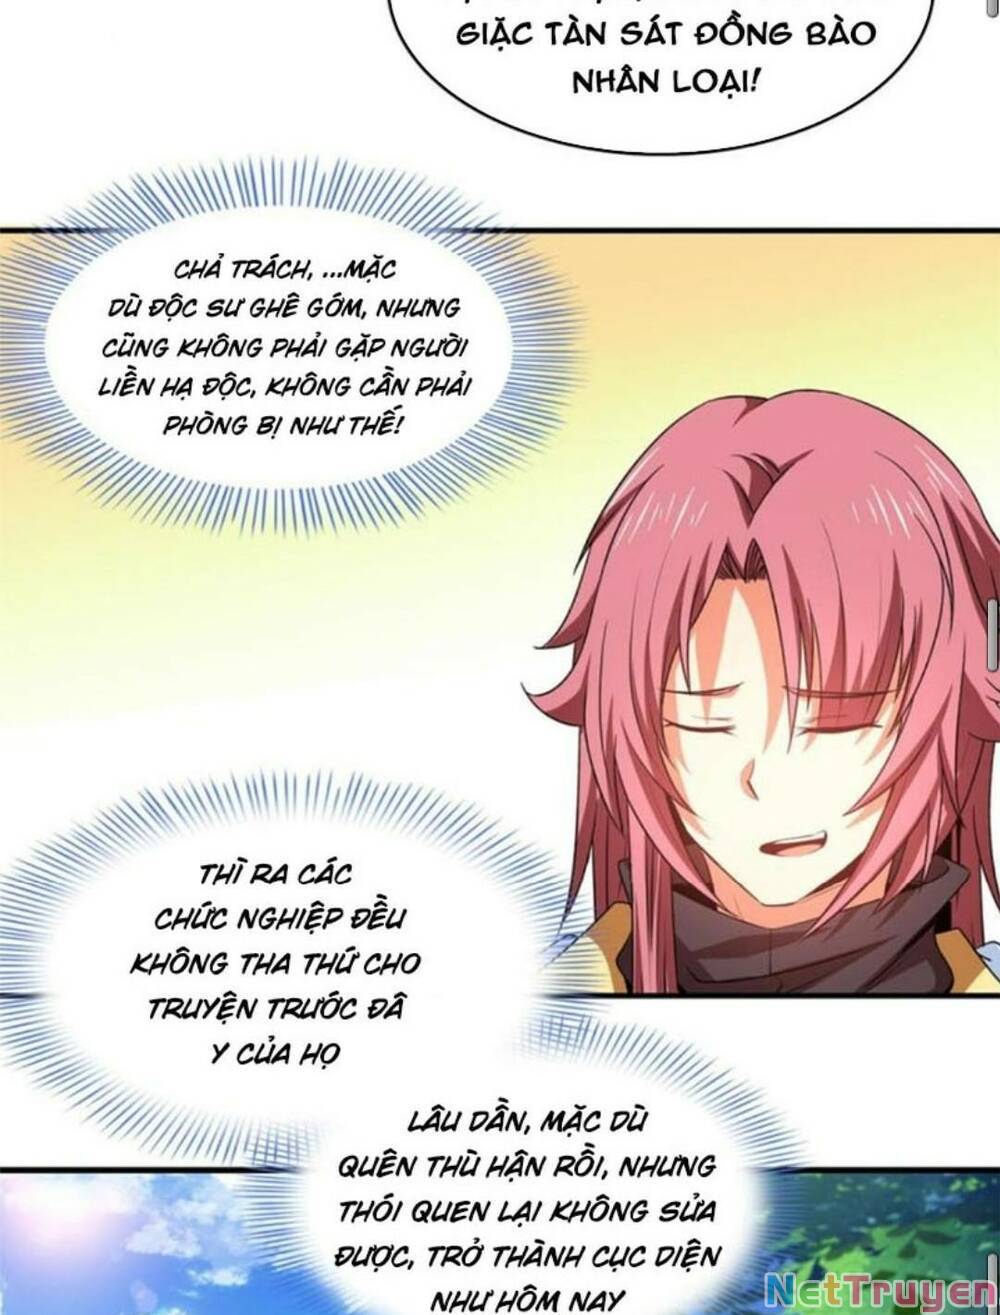 GIẶC TÀN SÁT ĐỒNG BÀO
NHÂN LOẠI!
CHẢ TRÁCH, ...MẶC
DÙ ĐỘC SƯ GHÊ GỚM, NHƯNG
CŨNG KHÔNG PHẢI GẶP NGƯỜI
LIỀN HẠ ĐỘC, KHÔNG CẦN PHẢI
PHÒNG BỊ NHƯ THẾ!
THÌ RA CÁC
CHỨC NGHIỆP ĐỀU
KHÔNG THA THỨ CHO
TRUYỆN TRƯỚC ĐÂ
Y CỦA HỌ
LÂU DẦN, MẶC DÙ
QUÊN THÙ HẬN RỒI, NHƯNG
THÓI QUEN LẠI KHÔNG SỬA
ĐƯỢC, TRỞ THÀNH CỤC DIỆN
NHƯ HÔM NAY
NetTruyen